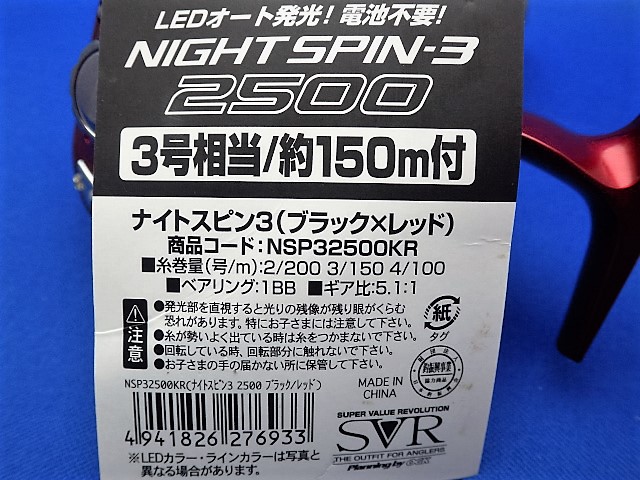 LEDオート発光!電池不要!
NIGHT SPIN-3
2500
3号相当/約150m付
ナイトスピン3(ブラック×レッド)
商品コード:NSP32500KR
■糸巻量(号/m):2/200 3/150 4/100
■ベアリング:1BB ■ギア比:5.1:1
注意
●発光部を直視すると光りの残像が残り眼がくらむ
恐れがあります。特にお子さまには注意して下さい。
●糸が勢いよく出ている時は糸をつかまないで下さい。
●回転している時、回転部分に触れないで下さい。
●お子さまの手の届かない所に保管して下さい。
紙
タグ
NSP32500KR(ナイトスピン3 2500 ブラック/レッド)
4 941826 276933
※LEDカラー・ラインカラーは写真と
異なる場合があります。
MADE IN
CHINA
釣振興事業
協力商品
SUPER VALUE REVOLUTION
SVR
THE OUTFIT FOR ANGLERS
Planning by